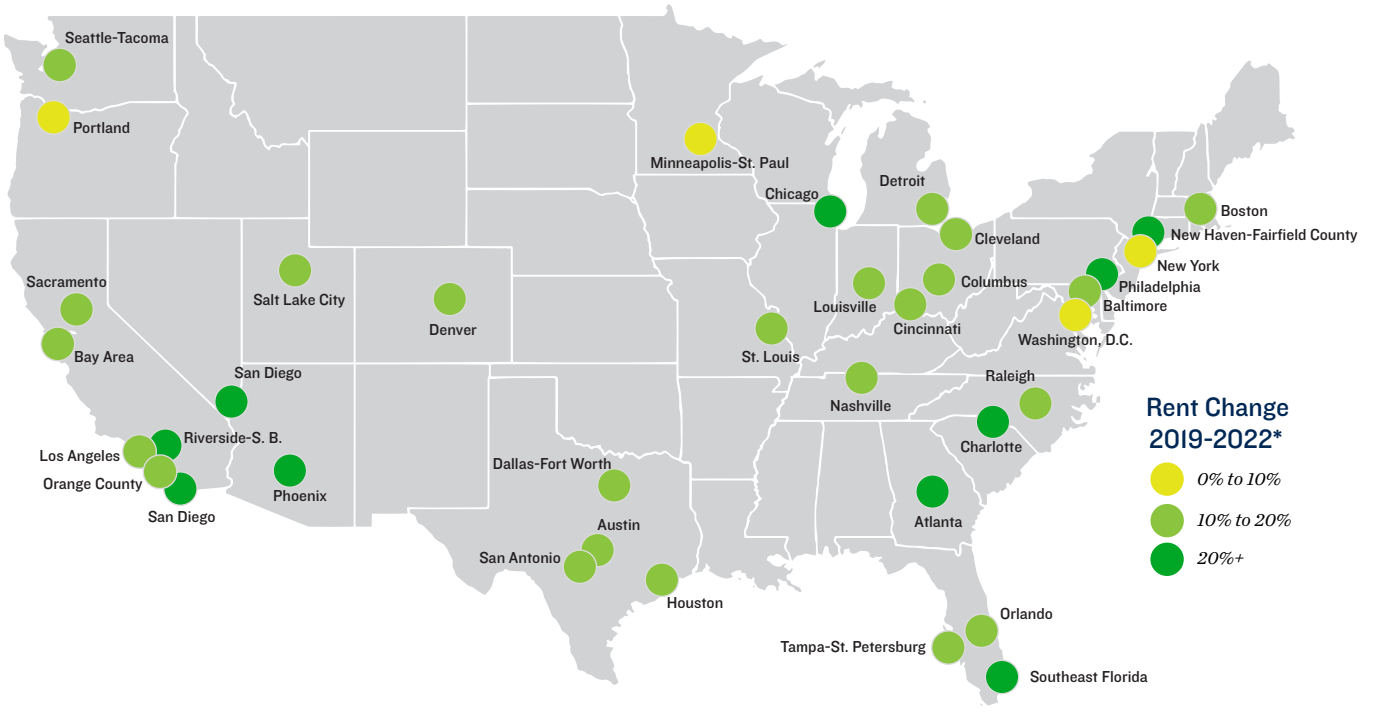 Seattle-Tacoma
Portland
Minneapolis-St. Paul
Chicago
Detroit
Boston
New Haven-Fairfield County
Cleveland
New York
Sacramento
Salt Lake City
Denver
Louisville
Columbus
Philadelphia
Baltimore
Cincinnati
Washington, D.C.
Bay Area
St. Louis
San Diego
Raleigh
Nashville
Rent Change
2019-2022*
0% to 10%
10% to 20%
20%+
Riverside-S. B.
Los Angeles
Orange County
San Diego
Phoenix
Dallas-Fort Worth
Charlotte
Atlanta
Austin
San Antonio
Houston
Orlando
Tampa-St. Petersburg
Southeast Florida